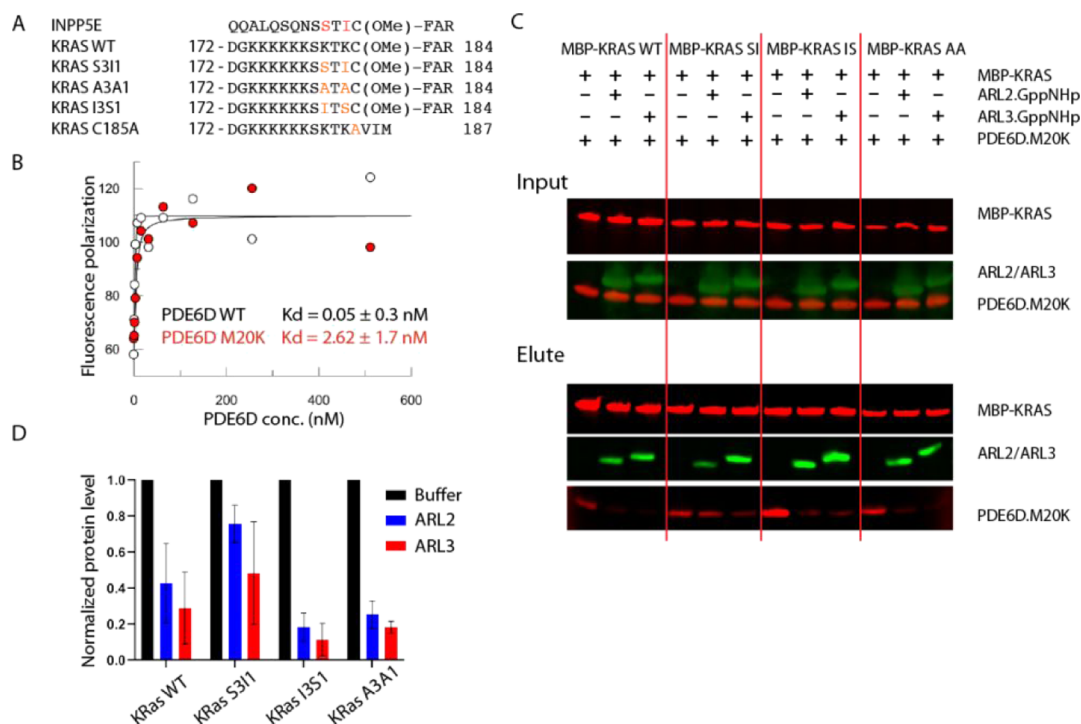 A
INPP5E QQALQSQNSSTIC(OMe)-FAR
KRAS WT 172-DGKKKKKKSKTKC(OMe)-FAR 184
KRAS S3I1 172-DGKKKKKKSSTIC(OMe)-FAR 184
KRAS A3A1 172-DGKKKKKKSATAC(OMe)-FAR 184
KRAS I3S1 172-DGKKKKKKSITSC(OMe)-FAR 184
KRAS C185A 172-DGKKKKKKSKTKAVIM 187
B
Fluorescence polarization
120
100
80
60
PDE6D WT Kd = 0.05 ± 0.3 nM
PDE6D M20K Kd = 2.62 ± 1.7 nM
0 200 400 600
PDE6D conc. (nM)
C
MBP-KRAS WT MBP-KRAS SI MBP-KRAS IS MBP-KRAS AA
+ + + + + + + + + + + + MBP-KRAS
− + − − + − − + − − + − ARL2.GppNHp
− − + − − + − − + − − + ARL3.GppNHp
+ + + + + + + + + + + + PDE6D.M20K
Input
MBP-KRAS
ARL2/ARL3
PDE6D.M20K
Elute
MBP-KRAS
ARL2/ARL3
PDE6D.M20K
D
Normalized protein level
1.0
0.8
0.6
0.4
0.2
0.0
Buffer
ARL2
ARL3
KRas WT
KRas S3I1
KRas I3S1
KRas A3A1